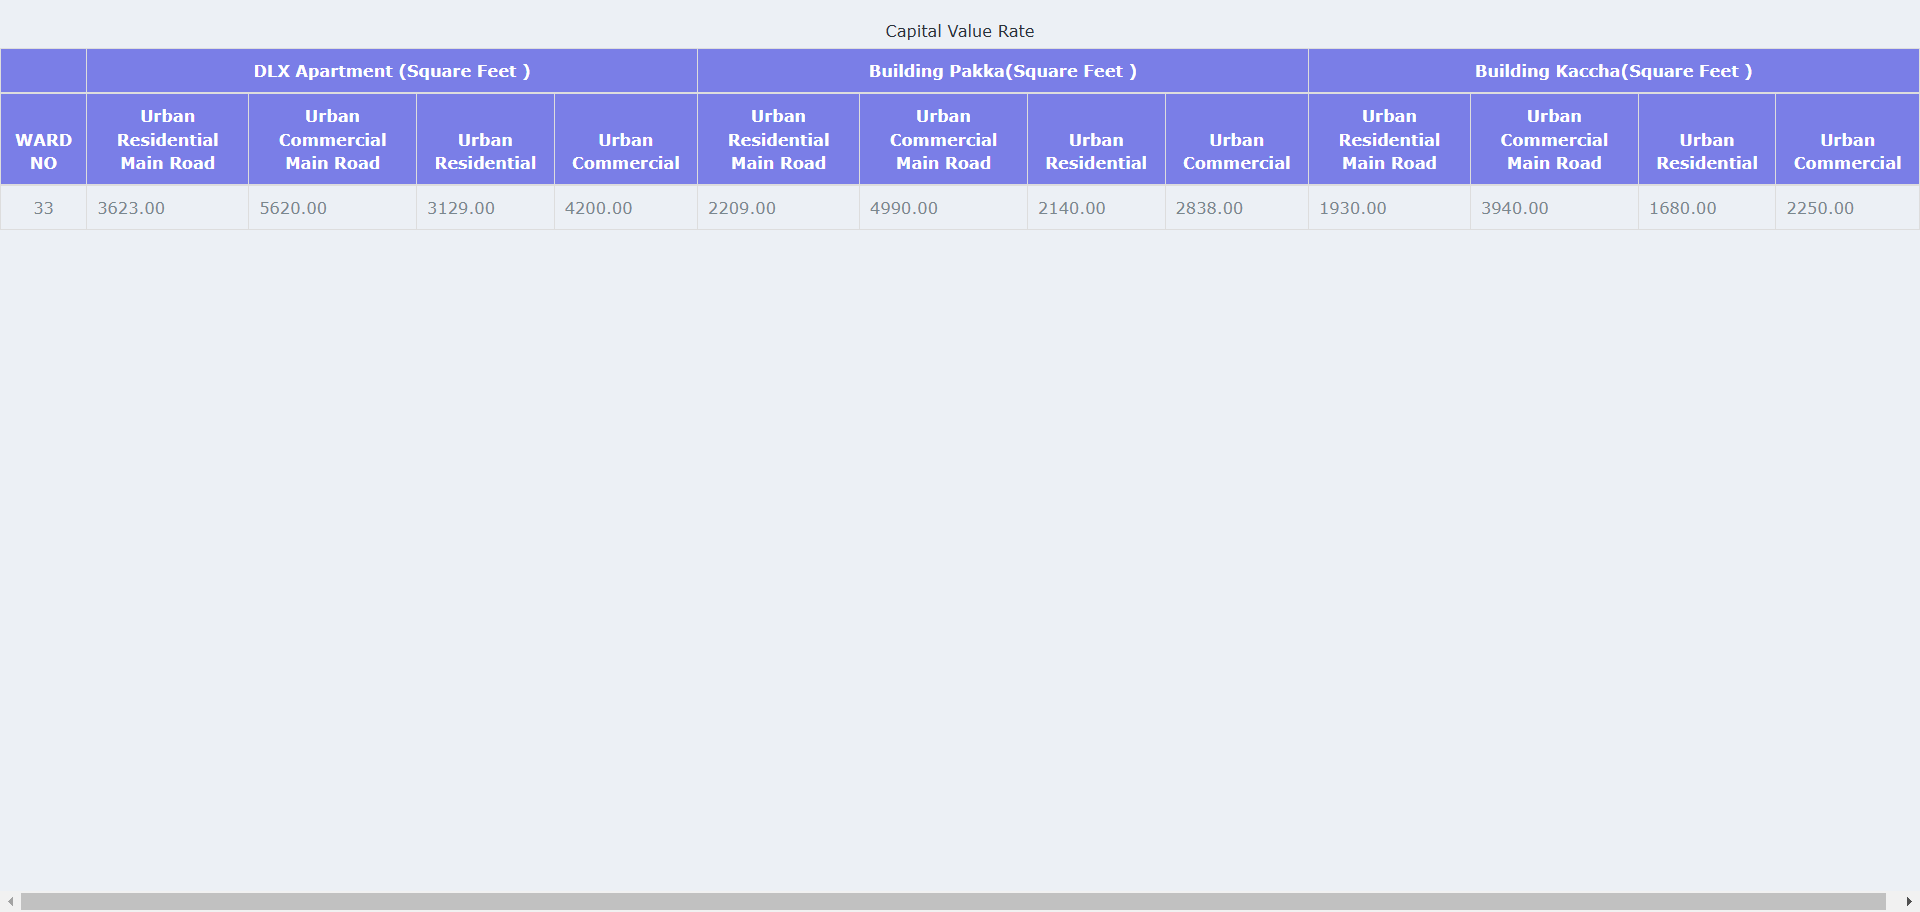 Capital Value Rate
DLX Apartment (Square Feet ) Building Pakka(Square Feet ) Building Kaccha(Square Feet )
WARD NO Urban Residential Main Road Urban Commercial Main Road Urban Residential Urban Commercial Urban Residential Main Road Urban Commercial Main Road Urban Residential Urban Commercial Urban Residential Main Road Urban Commercial Main Road Urban Residential Urban Commercial
33 3623.00 5620.00 3129.00 4200.00 2209.00 4990.00 2140.00 2838.00 1930.00 3940.00 1680.00 2250.00